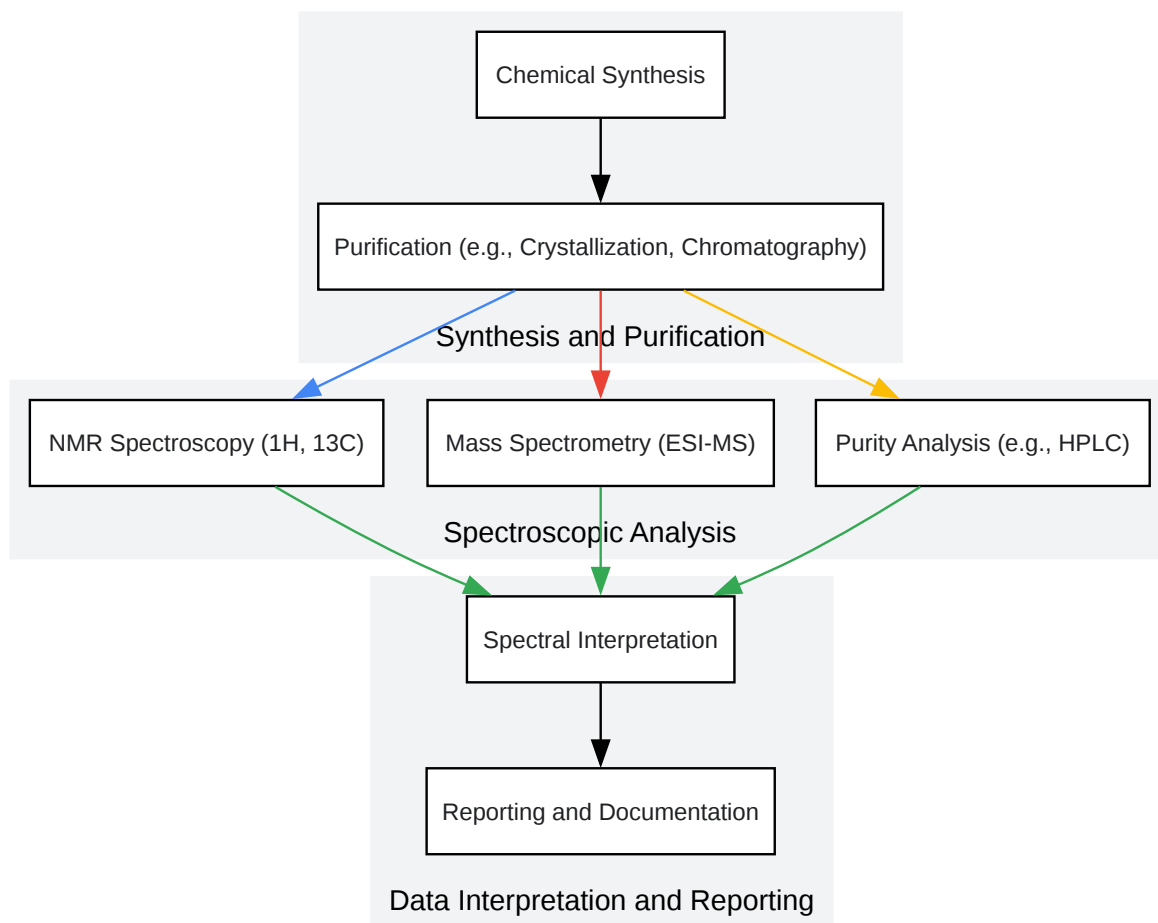 Chemical Synthesis
Purification (e.g., Crystallization, Chromatography)
Synthesis and Purification
NMR Spectroscopy (1H, 13C)
Mass Spectrometry (ESI-MS)
Purity Analysis (e.g., HPLC)
Spectroscopic Analysis
Spectral Interpretation
Reporting and Documentation
Data Interpretation and Reporting